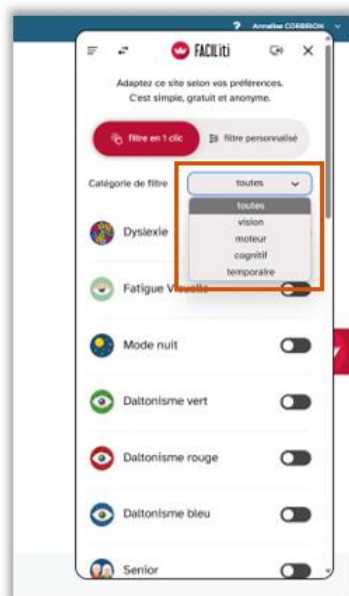 ? Annelise CORBRION
FACIL'iti
Adaptez ce site selon vos préférences.
C'est simple, gratuit et anonyme.
filtre en 1 clic
filtre personnalisé
Catégorie de filtre
toutes
toutes
vision
moteur
cognitif
temporaire
Dyslexie
Fatigue Visuelle
Mode nuit
Daltonisme vert
Daltonisme rouge
Daltonisme bleu
Senior